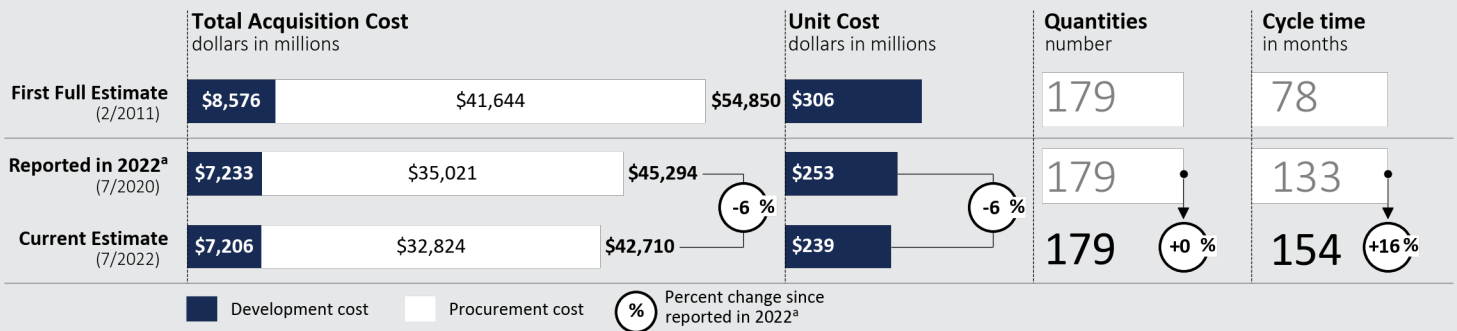 Total Acquisition Cost
dollars in millions
Unit Cost
dollars in millions
Quantities
number
Cycle time
in months
First Full Estimate
(2/2011)
$8,576
$41,644
$54,850
$306
179
78
Reported in 2022ᵃ
(7/2020)
$7,233
$35,021
$45,294
$253
179
133
-6 %
-6 %
Current Estimate
(7/2022)
$7,206
$32,824
$42,710
$239
179
+0 %
154
+16 %
Development cost
Procurement cost
%
Percent change since
reported in 2022ᵃ